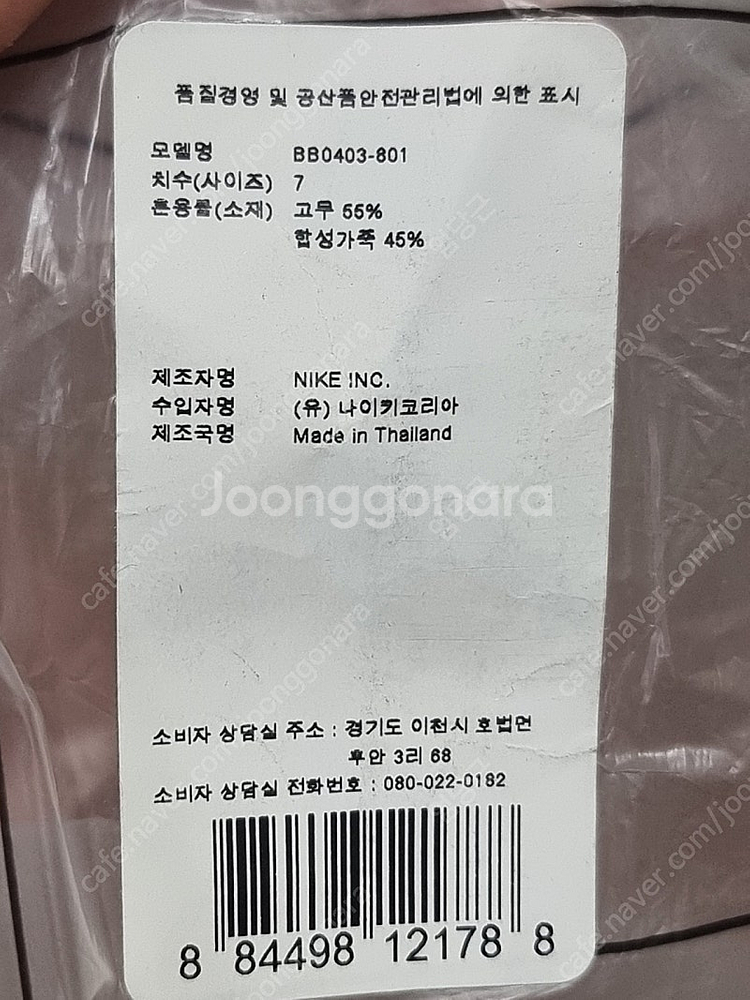 품질경영 및 공산품안전관리법에 의한 표시
모델명 BB0403-801
치수(사이즈) 7
혼용률(소재) 고무 55%
합성가죽 45%
제조자명 NIKE INC.
수입자명 (유) 나이키코리아
제조국명 Made in Thailand
Joonggonara
소비자 상담실 주소 : 경기도 이천시 호법면
후안 3리 68
소비자 상담실 전화번호 : 080-022-0182
8 84498 12178 8
cafe.naver.com/joonggonara